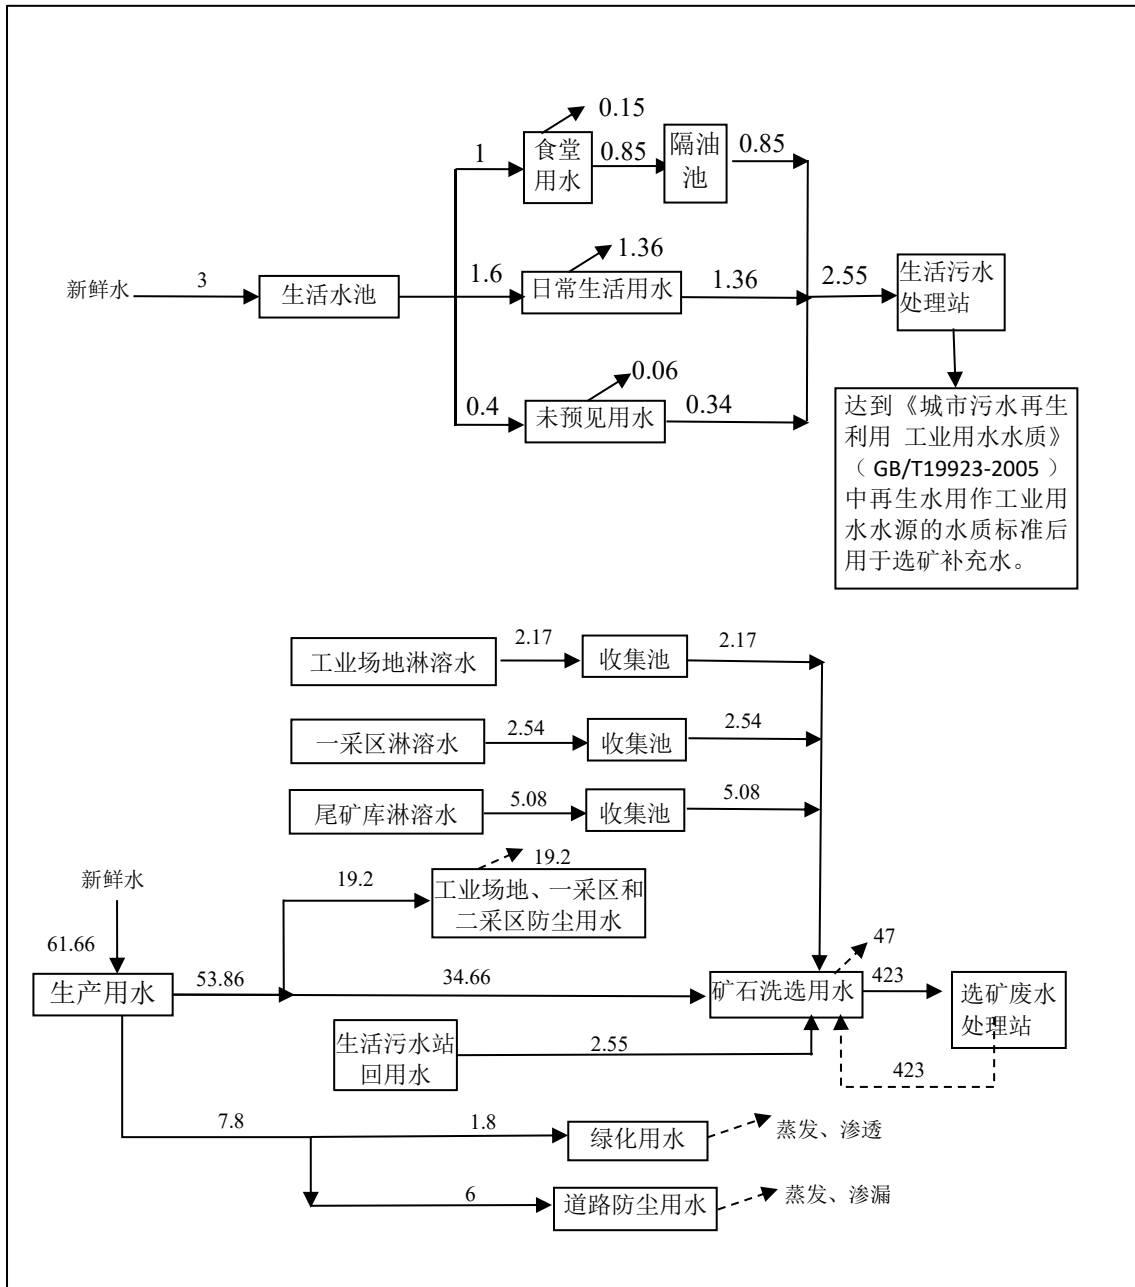 0.15
食堂
用水
隔油
池
1
0.85
0.85
新鲜水
3
生活水池
1.6
日常生活用水
1.36
1.36
2.55
生活污水
处理站
0.4
未预见用水
0.06
0.34
达到《城市污水再生
利用 工业用水水质》
（GB/T19923-2005）
中再生水用作工业用
水水源的水质标准后
用于选矿补充水。
工业场地淋溶水
2.17
收集池
2.17
一采区淋溶水
2.54
收集池
2.54
尾矿库淋溶水
5.08
收集池
5.08
新鲜水
61.66
生产用水
53.86
19.2
19.2
工业场地、一采区和
二采区防尘用水
34.66
矿石洗选用水
47
423
选矿废水
处理站
423
生活污水站
回用水
2.55
7.8
1.8
绿化用水
蒸发、渗透
6
道路防尘用水
蒸发、渗漏